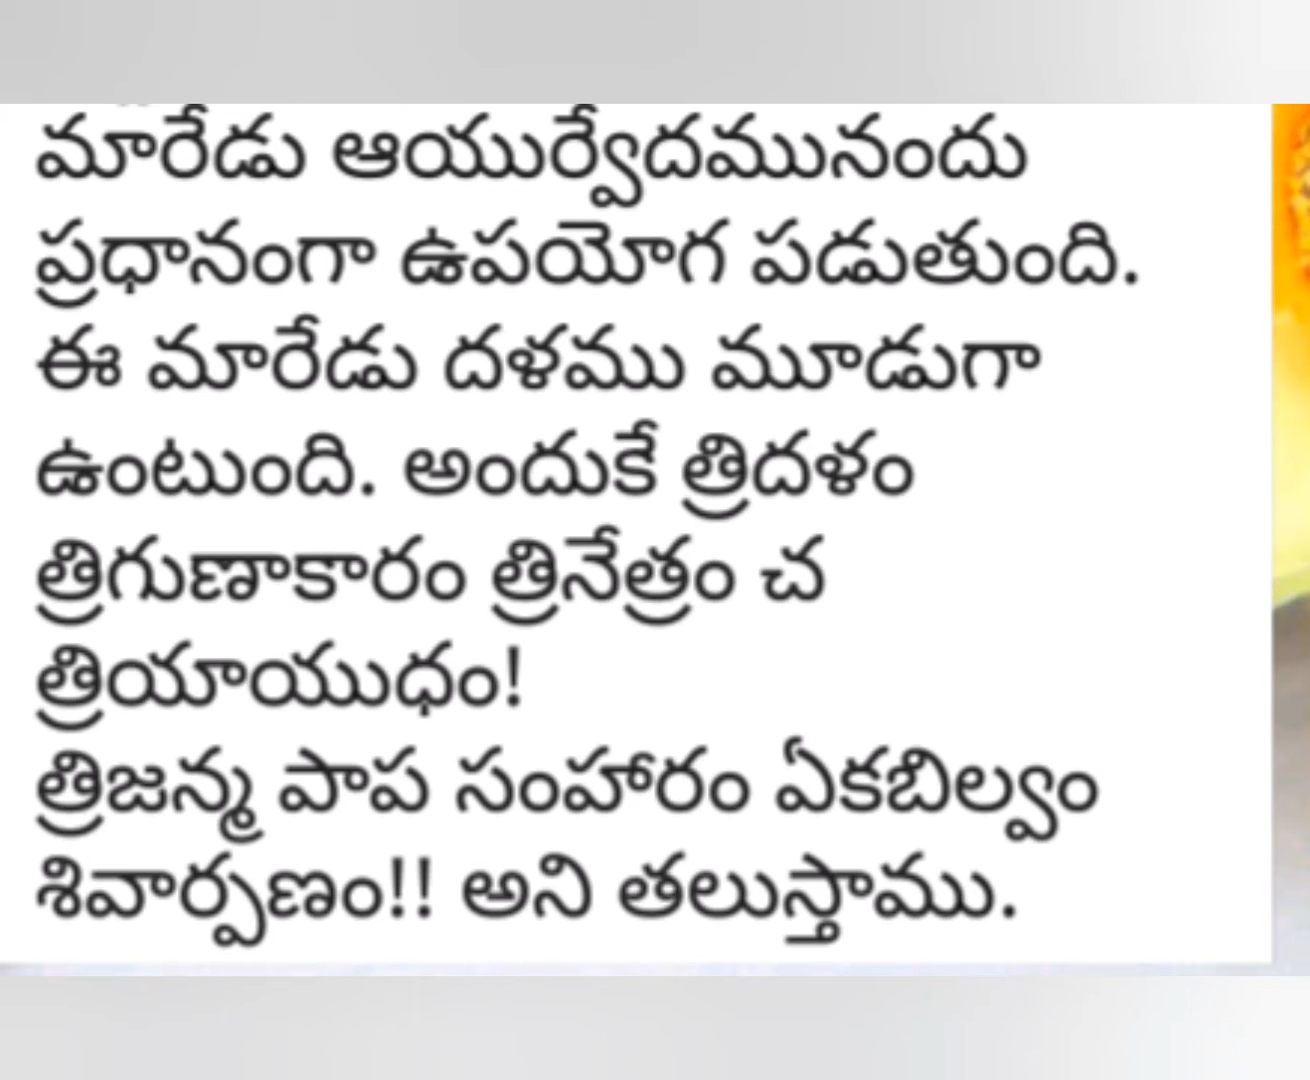 మారేడు ఆయుర్వేదమునందు
ప్రధానంగా ఉపయోగ పడుతుంది.
ఈ మారేడు దళము మూడుగా
ఉంటుంది. అందుకే త్రిదళం
త్రిగుణాకారం త్రినేత్రం చ
త్రియాయుధం!
త్రిజన్మ పాప సంహారం ఏకబిల్వం
శివార్పణం!! అని తలుస్తాము.